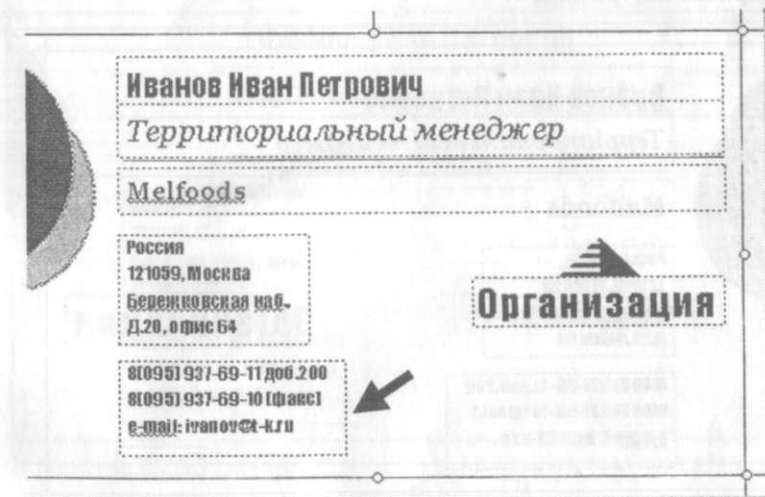 Иванов Иван Петрович
Территориальный менеджер
Melfoods
Россия
121059, Москва
Бережковская наб.,
Д.20, офис 64
Организация
8(095) 937-69-11 доб.200
8(095) 937-69-10 (факс)
e-mail: ivanov@t-k.ru